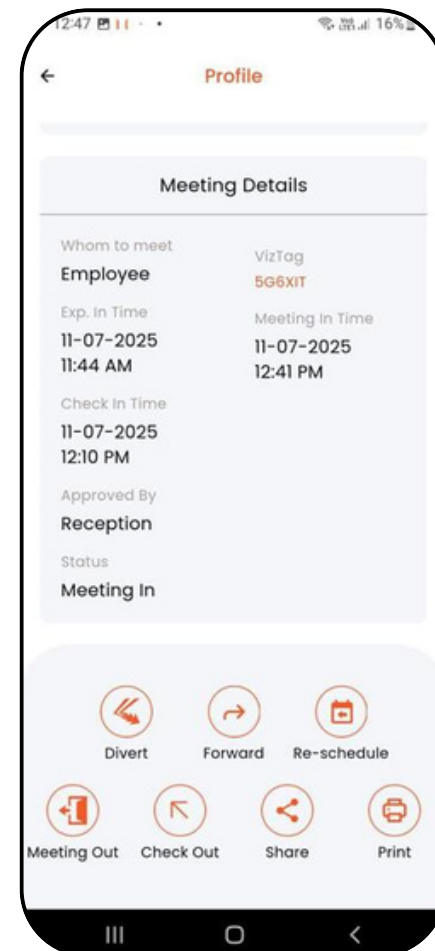 12:47
16%
Profile
Meeting Details
Whom to meet
Employee
VizTag
5G6XIT
Exp. In Time
11-07-2025
11:44 AM
Meeting In Time
11-07-2025
12:41 PM
Check In Time
11-07-2025
12:10 PM
Approved By
Reception
Status
Meeting In
Divert
Forward
Re-schedule
Meeting Out
Check Out
Share
Print